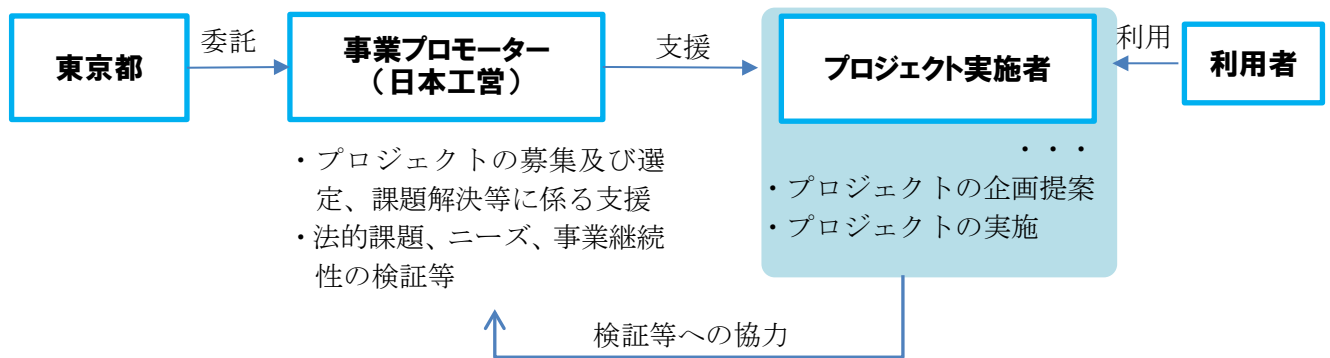 東京都
委託
事業プロモーター
（日本工営）
支援
プロジェクト実施者
利用
利用者
・プロジェクトの募集及び選
定、課題解決等に係る支援
・法的課題、ニーズ、事業継続
性の検証等
・・・
・プロジェクトの企画提案
・プロジェクトの実施
検証等への協力